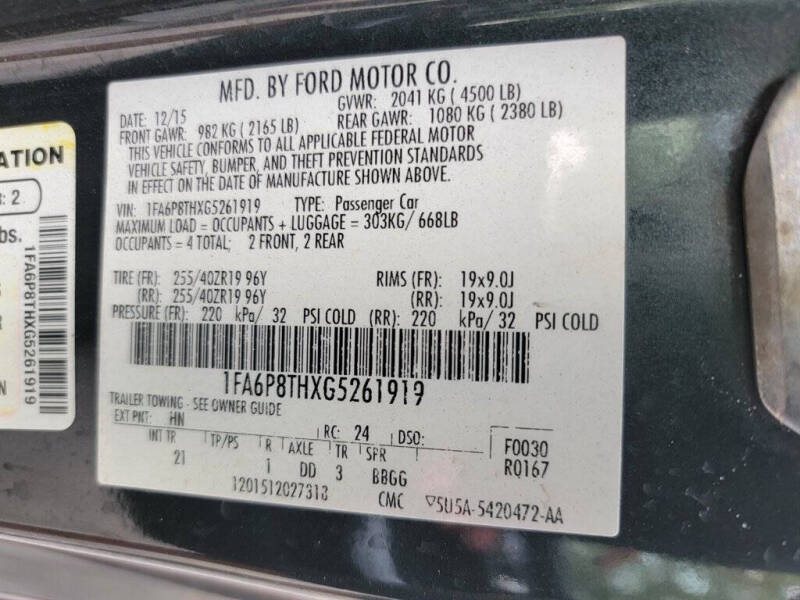 MFD. BY FORD MOTOR CO.
DATE: 12/15 GVWR: 2041 KG ( 4500 LB)
FRONT GAWR: 982 KG ( 2165 LB) REAR GAWR: 1080 KG ( 2380 LB)
THIS VEHICLE CONFORMS TO ALL APPLICABLE FEDERAL MOTOR
VEHICLE SAFETY, BUMPER, AND THEFT PREVENTION STANDARDS
IN EFFECT ON THE DATE OF MANUFACTURE SHOWN ABOVE.
VIN: 1FA6P8THXG5261919 TYPE: Passenger Car
MAXIMUM LOAD = OCCUPANTS + LUGGAGE = 303KG/ 668LB
OCCUPANTS = 4 TOTAL; 2 FRONT, 2 REAR
TIRE (FR): 255/40ZR19 96Y RIMS (FR): 19x9.0J
(RR): 255/40ZR19 96Y (RR): 19x9.0J
PRESSURE (FR): 220 kPa/ 32 PSI COLD (RR): 220 kPa/ 32 PSI COLD
1FA6P8THXG5261919
TRAILER TOWING - SEE OWNER GUIDE
EXT PNT: HN RC: 24 DSO: F0030
INT TR TP/PS R AXLE TR SPR RQ167
21 1 DD 3 BBGG
1201512027313 CMC ▽5U5A-5420472-AA
ATION
: 2
bs.
1FA6P8THXG5261919
N